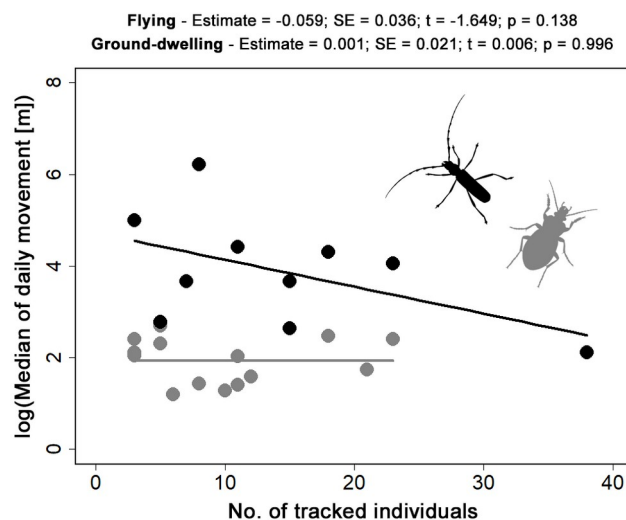 Flying - Estimate = -0.059; SE = 0.036; t = -1.649; p = 0.138
Ground-dwelling - Estimate = 0.001; SE = 0.021; t = 0.006; p = 0.996
log(Median of daily movement [m])
8
6
4
2
0
0 10 20 30 40
No. of tracked individuals